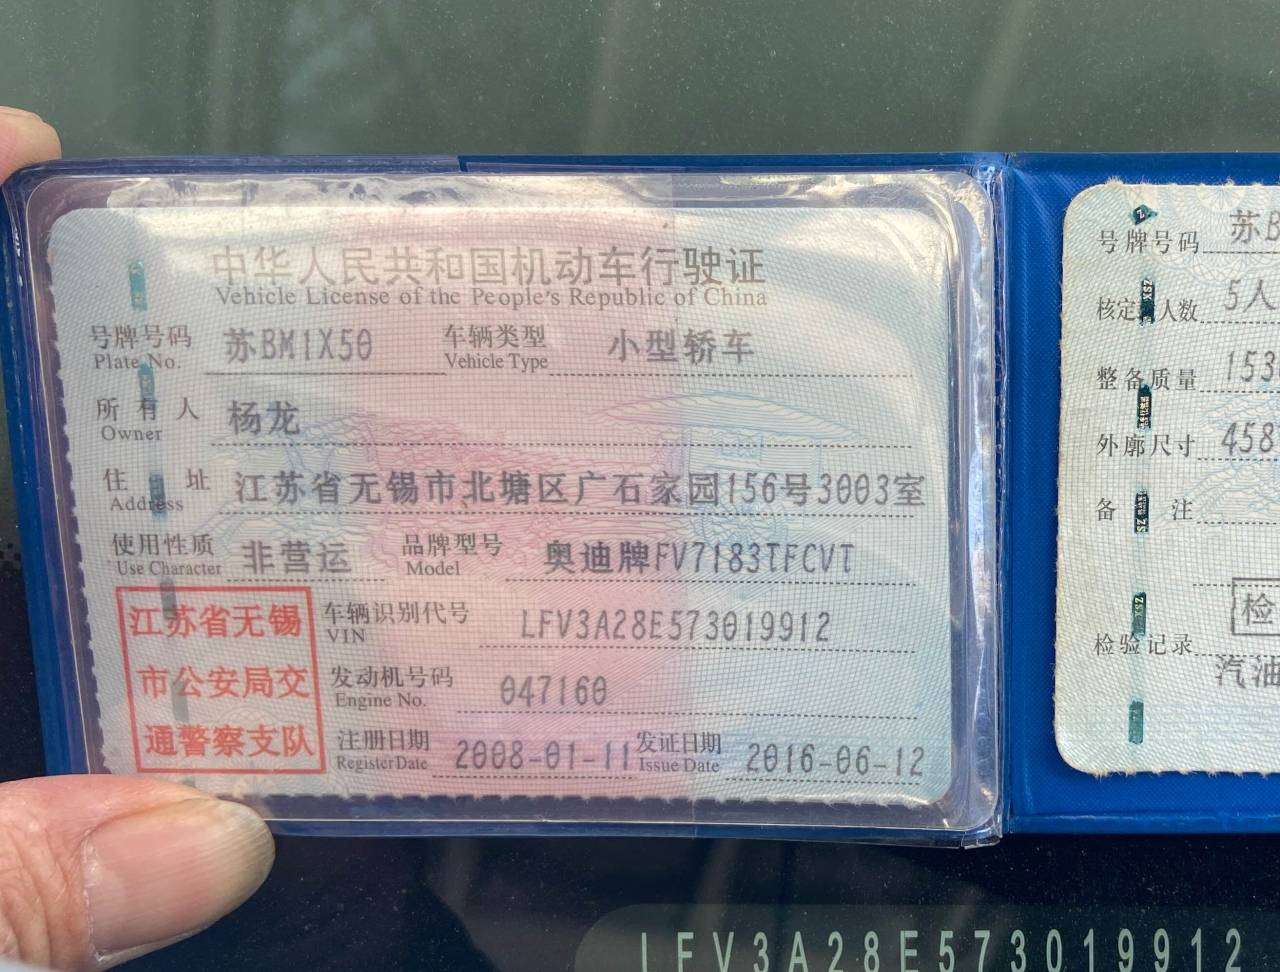 中华人民共和国机动车行驶证
Vehicle License of the People's Republic of China
号牌号码 苏BM1X50 车辆类型 小型轿车
Plate No. Vehicle Type
所有人 杨龙
Owner
住址 江苏省无锡市北塘区广石家园156号3003室
Address
使用性质 非营运 品牌型号 奥迪牌FV7183TFCVT
Use Character Model
江苏省无锡
市公安局交
通警察支队
车辆识别代号 LFV3A28E573019912
VIN
发动机号码 047160
Engine No.
注册日期 2008-01-11 发证日期 2016-06-12
Register Date Issue Date
号牌号码 苏B
核定人数 5人
整备质量 153
外廓尺寸 458
备注
检
检验记录
汽油
LFV3A28E573019912